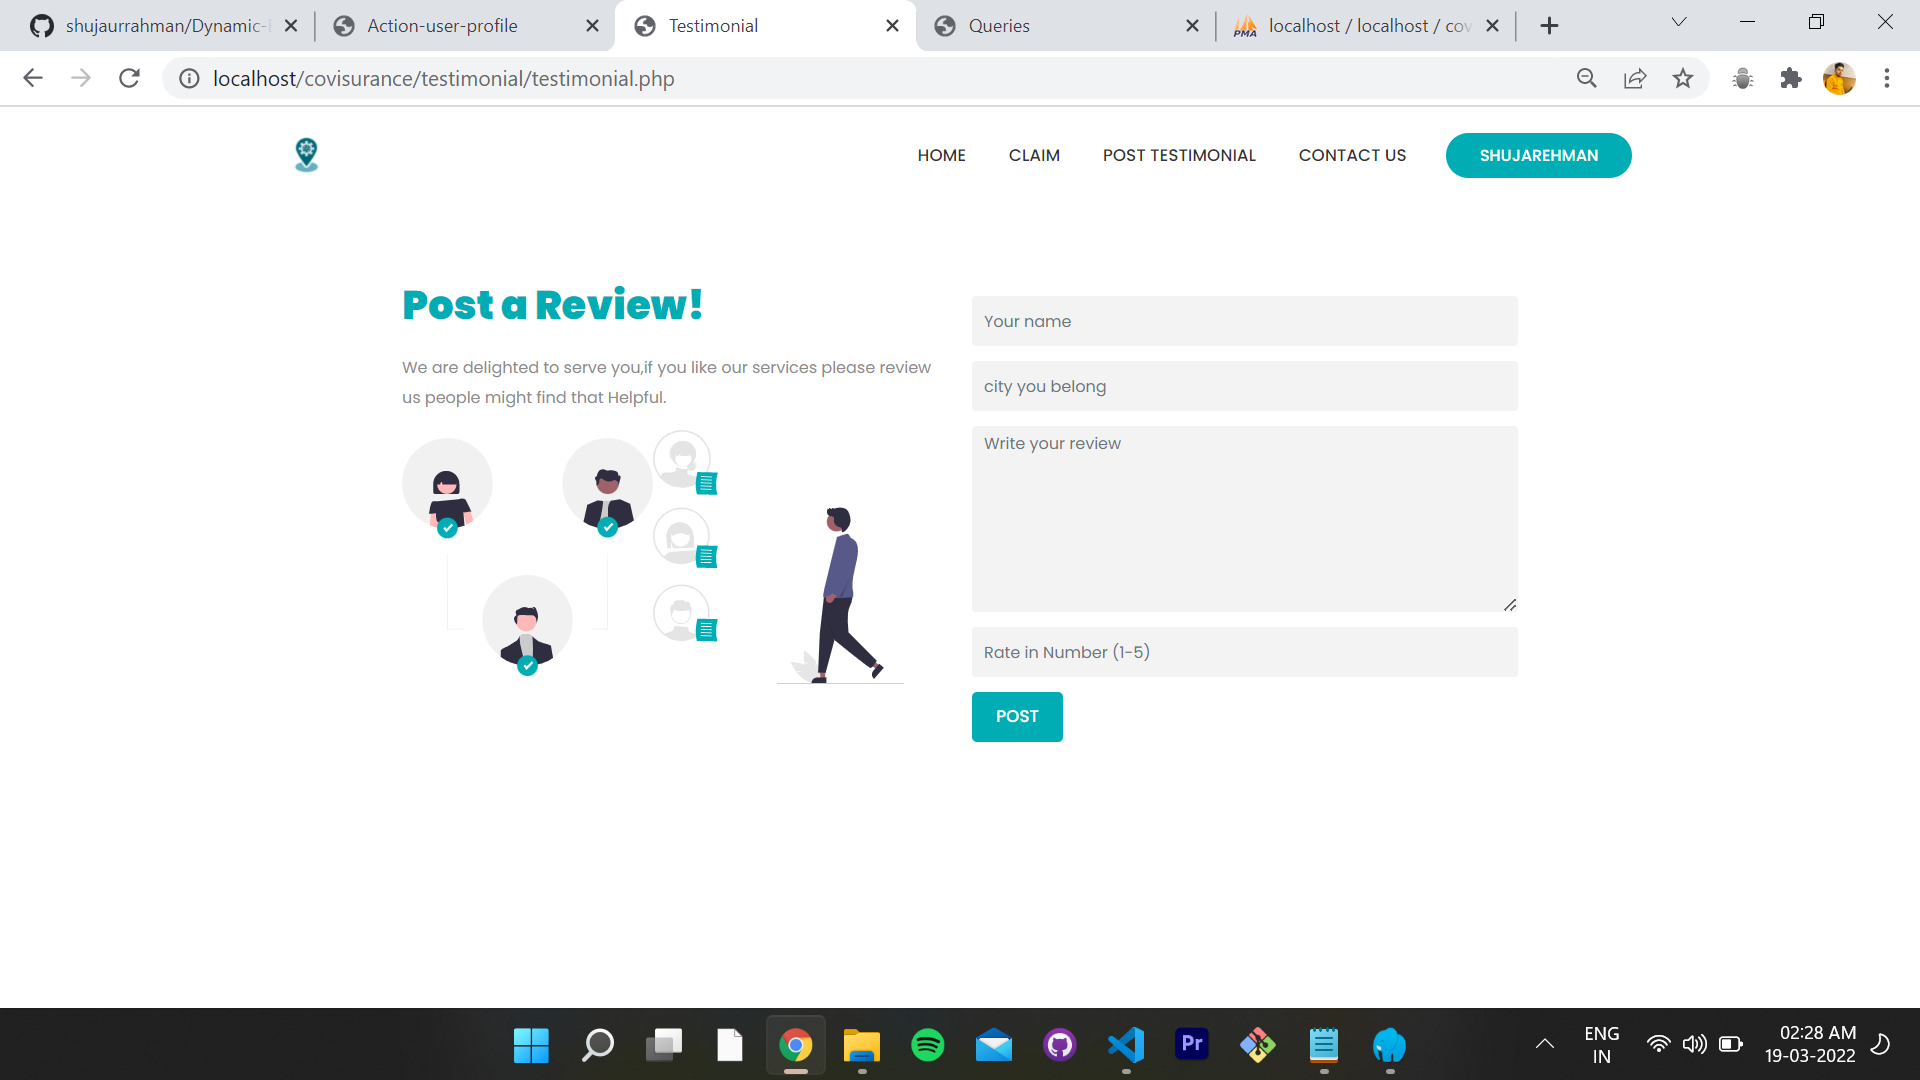 shujaurrahman/Dynamic-
Action-user-profile
Testimonial
Queries
PMA
localhost / localhost / cov
localhost/covisurance/testimonial/testimonial.php
HOME
CLAIM
POST TESTIMONIAL
CONTACT US
SHUJAREHMAN
Post a Review!
We are delighted to serve you,if you like our services please review
us people might find that Helpful.
Your name
city you belong
Write your review
Rate in Number (1-5)
POST
Pr
ENG
IN
02:28 AM
19-03-2022